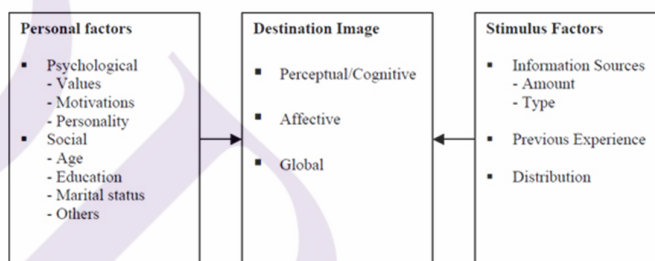 Personal factors
▪ Psychological
- Values
- Motivations
- Personality
▪ Social
- Age
- Education
- Marital status
- Others
Destination Image
▪ Perceptual/Cognitive
▪ Affective
▪ Global
Stimulus Factors
▪ Information Sources
- Amount
- Type
▪ Previous Experience
▪ Distribution